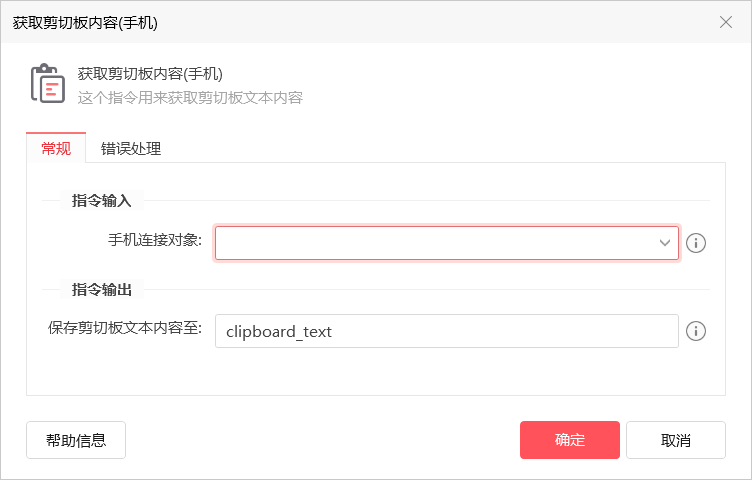 获取剪切板内容(手机)
获取剪切板内容(手机)
这个指令用来获取剪切板文本内容
常规 错误处理
指令输入
手机连接对象:
指令输出
保存剪切板文本内容至: clipboard_text
帮助信息 确定 取消